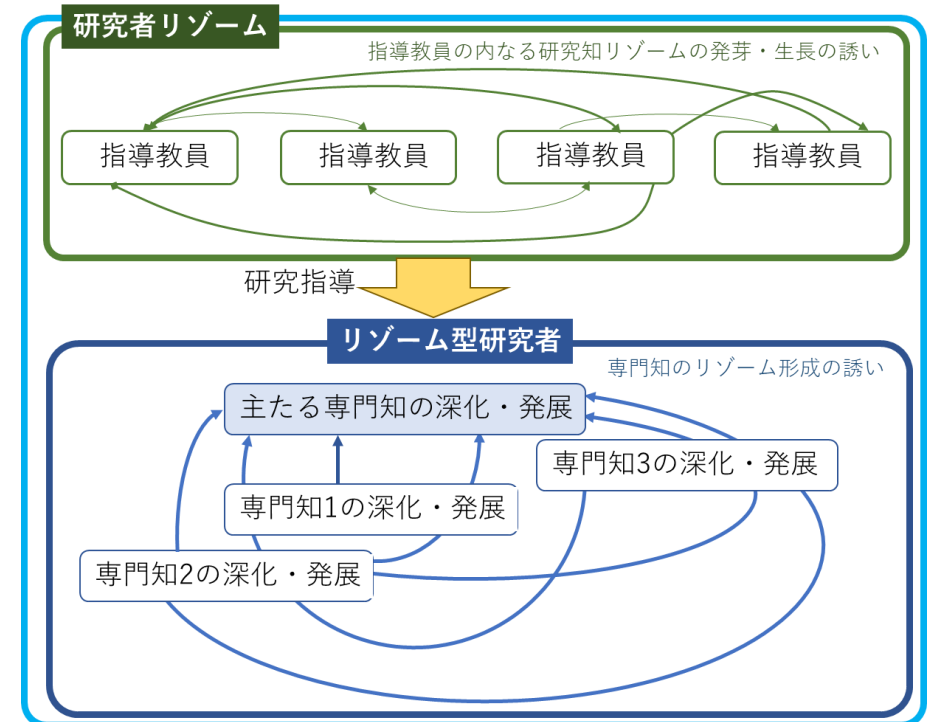 研究者リゾーム
指導教員の内なる研究知リゾームの発芽・生長の誘い
指導教員
指導教員
指導教員
指導教員
研究指導
リゾーム型研究者
専門知のリゾーム形成の誘い
主たる専門知の深化・発展
専門知3の深化・発展
専門知1の深化・発展
専門知2の深化・発展